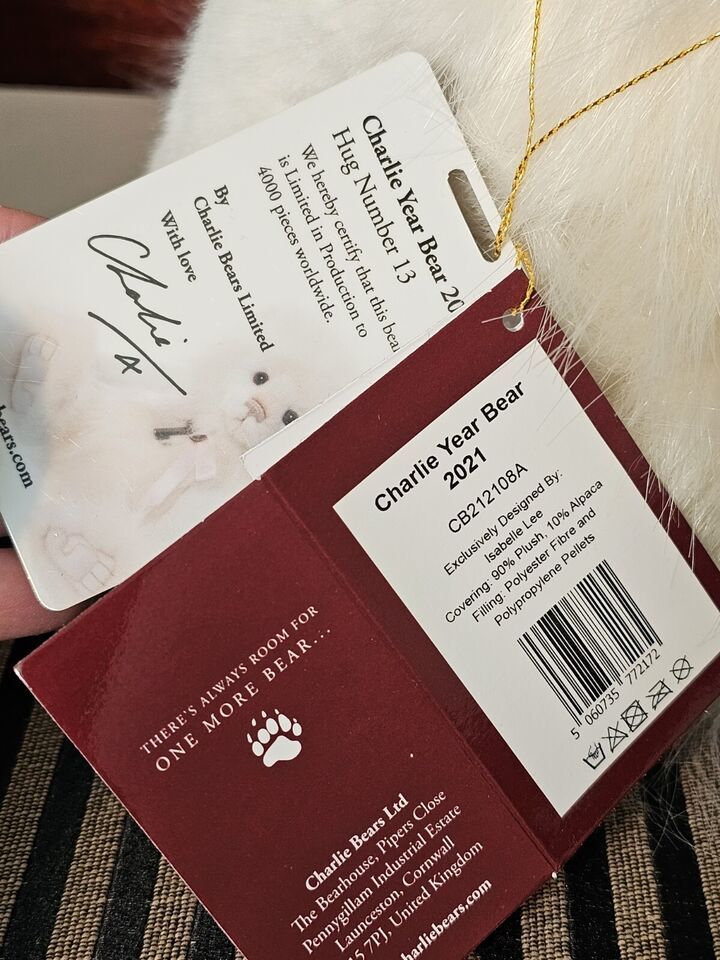 Charlie Year Bear 20
Hug Number 13
We hereby certify that this bea
is Limited in Production to
4000 pieces worldwide.
By
Charlie Bears Limited
With love
Charlie
x
bears.com
Charlie Year Bear
2021
CB212108A
Exclusively Designed By:
Isabelle Lee
Covering: 90% Plush, 10% Alpaca
Filling: Polyester Fibre and
Polypropylene Pellets
5 060735 772172
THERE'S ALWAYS ROOM FOR
ONE MORE BEAR...
Charlie Bears Ltd
The Bearhouse, Pipers Close
Pennygillam Industrial Estate
Launceston, Cornwall
5 7PJ, United Kingdom
harliebears.com